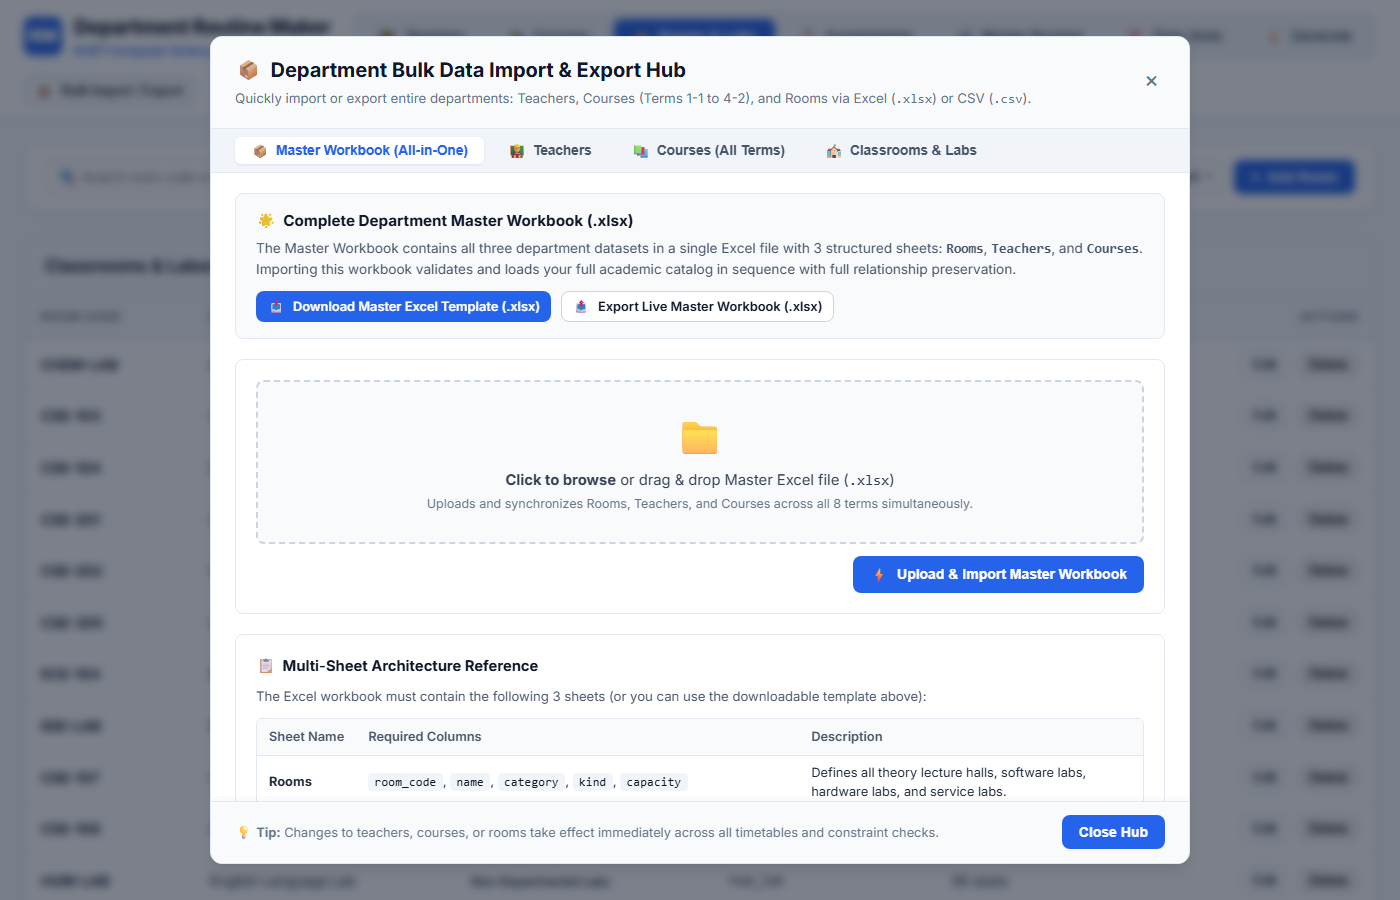 Department Routine Maker
Department Bulk Data Import & Export Hub
Quickly import or export entire departments: Teachers, Courses (Terms 1-1 to 4-2), and Rooms via Excel (.xlsx) or CSV (.csv).
Master Workbook (All-in-One)
Teachers
Courses (All Terms)
Classrooms & Labs
Complete Department Master Workbook (.xlsx)
The Master Workbook contains all three department datasets in a single Excel file with 3 structured sheets: Rooms, Teachers, and Courses.
Importing this workbook validates and loads your full academic catalog in sequence with full relationship preservation.
Download Master Excel Template (.xlsx)
Export Live Master Workbook (.xlsx)
Click to browse or drag & drop Master Excel file (.xlsx)
Uploads and synchronizes Rooms, Teachers, and Courses across all 8 terms simultaneously.
Upload & Import Master Workbook
Multi-Sheet Architecture Reference
The Excel workbook must contain the following 3 sheets (or you can use the downloadable template above):
Sheet Name Required Columns Description
Rooms room_code, name, category, kind, capacity Defines all theory lecture halls, software labs,
hardware labs, and service labs.
Tip: Changes to teachers, courses, or rooms take effect immediately across all timetables and constraint checks.
Close Hub